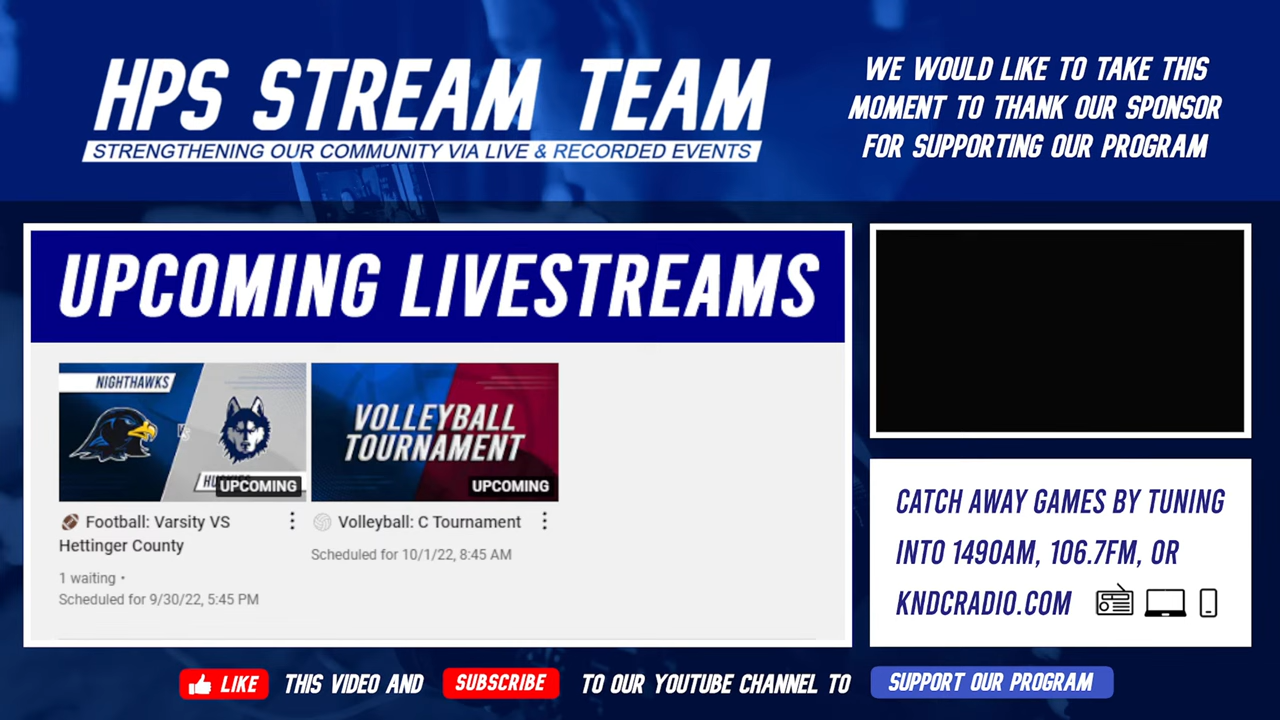 HPS STREAM TEAM
STRENGTHENING OUR COMMUNITY VIA LIVE & RECORDED EVENTS
WE WOULD LIKE TO TAKE THIS
MOMENT TO THANK OUR SPONSOR
FOR SUPPORTING OUR PROGRAM
UPCOMING LIVESTREAMS
NIGHTHAWKS
VS
UPCOMING
Football: Varsity VS
Hettinger County
1 waiting •
Scheduled for 9/30/22, 5:45 PM
VOLLEYBALL
TOURNAMENT
UPCOMING
Volleyball: C Tournament
Scheduled for 10/1/22, 8:45 AM
CATCH AWAY GAMES BY TUNING
INTO 1490AM, 106.7FM, OR
KNDCRADIO.COM
LIKE THIS VIDEO AND SUBSCRIBE TO OUR YOUTUBE CHANNEL TO SUPPORT OUR PROGRAM